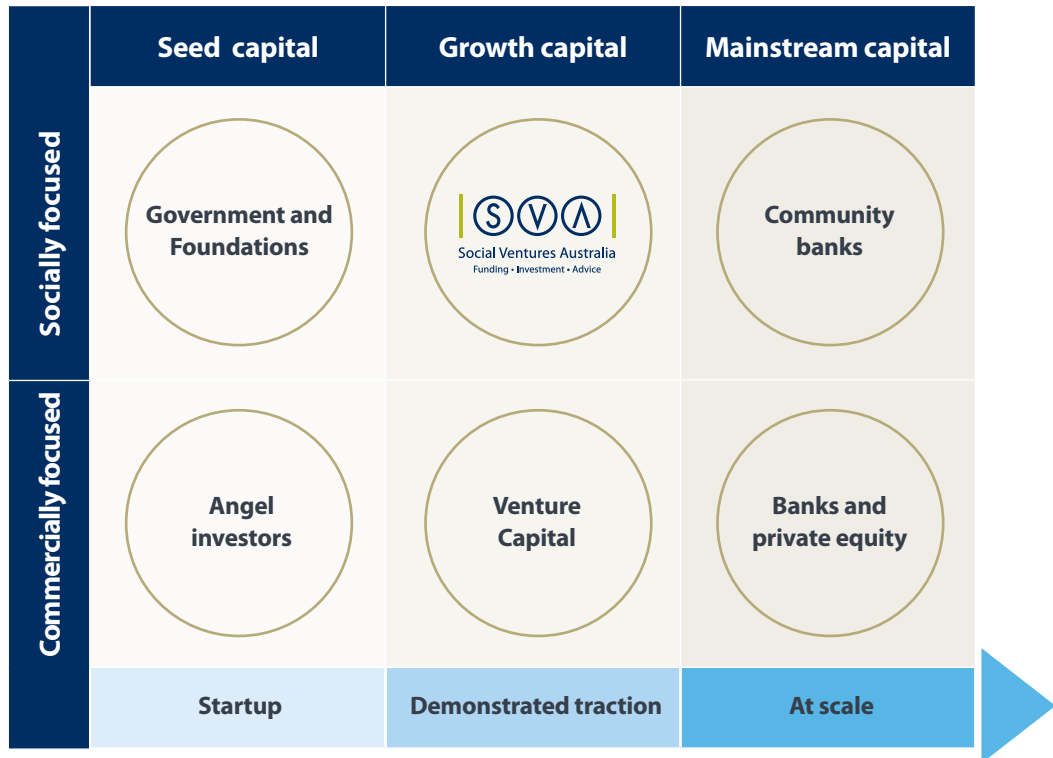 Seed capital
Growth capital
Mainstream capital
Socially focused
Government and
Foundations
SVA
Social Ventures Australia
Funding • Investment • Advice
Community
banks
Commercially focused
Angel
investors
Venture
Capital
Banks and
private equity
Startup
Demonstrated traction
At scale